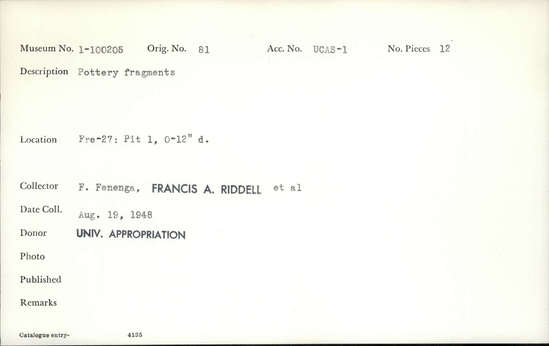 Museum No. 1-100205 Orig. No. 81 Acc. No. UCAS-1 No. Pieces 12
Description Pottery fragments
Location Fre-27: Pit 1, 0-12" d.
Collector F. Fenenga, FRANCIS A. RIDDELL et al
Date Coll. Aug. 19, 1948
Donor UNIV. APPROPRIATION
Photo
Published
Remarks
Catalogue entry- 4135